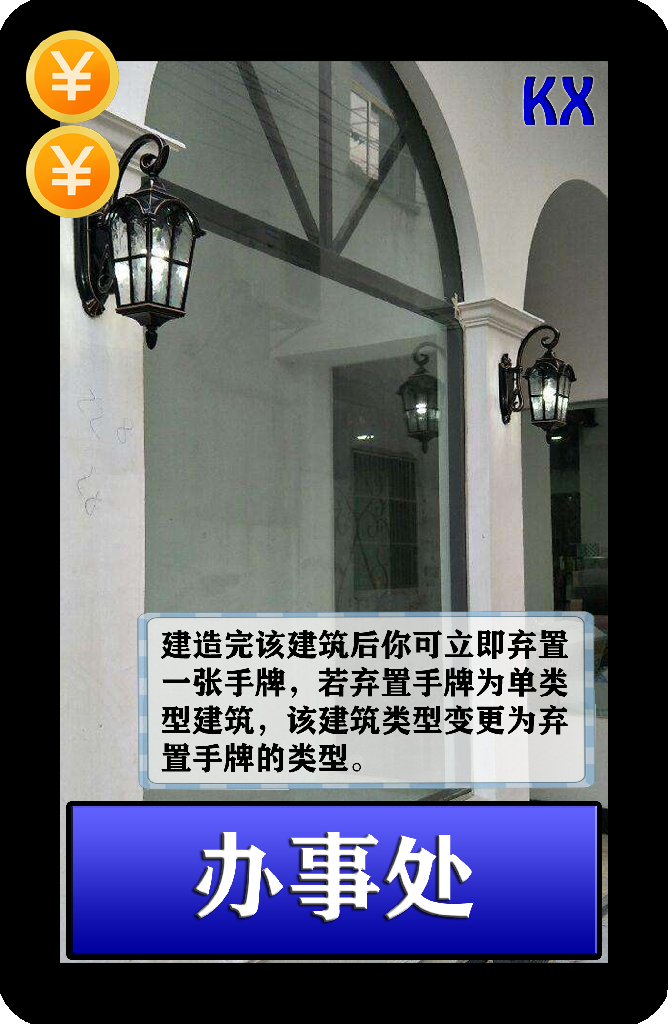 ¥
¥
KX
建造完该建筑后你可立即弃置
一张手牌，若弃置手牌为单类
型建筑，该建筑类型变更为弃
置手牌的类型。
办事处